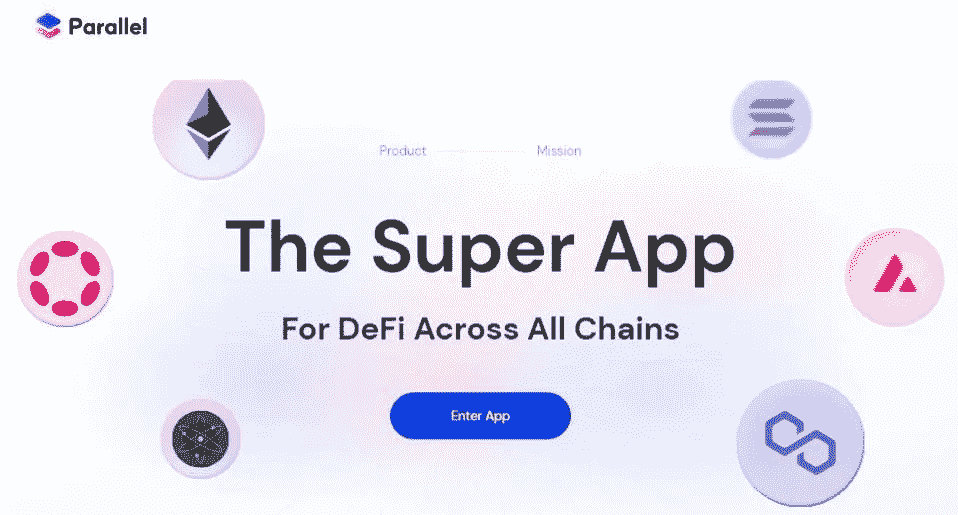 Parallel
Product Mission
The Super App
For DeFi Across All Chains
Enter App